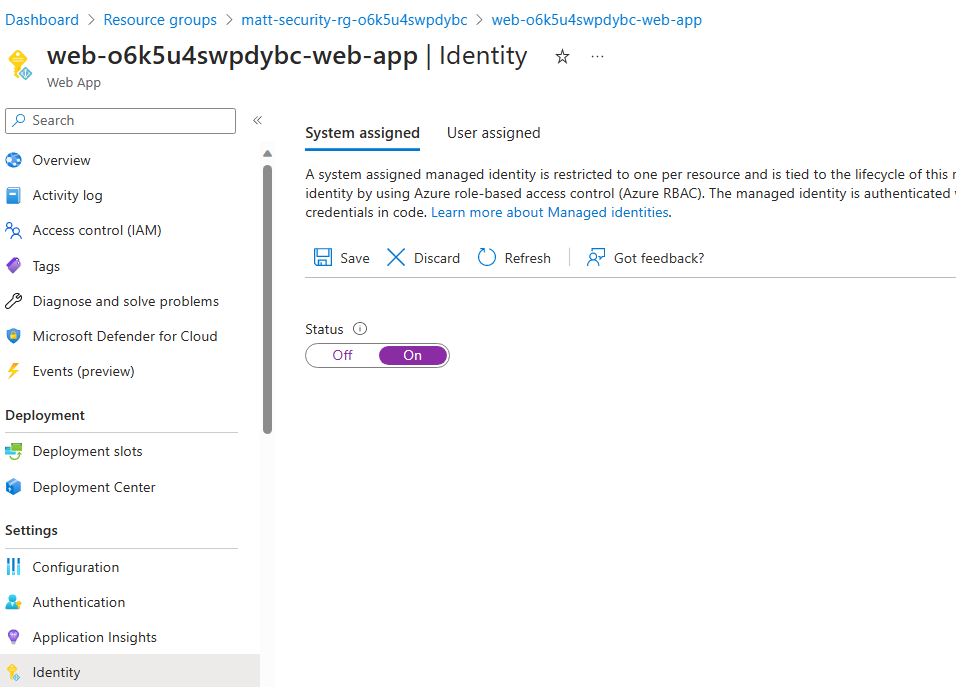 Dashboard > Resource groups > matt-security-rg-o6k5u4swpdybc > web-o6k5u4swpdybc-web-app
web-o6k5u4swpdybc-web-app | Identity
Web App
Search
Overview
Activity log
Access control (IAM)
Tags
Diagnose and solve problems
Microsoft Defender for Cloud
Events (preview)
Deployment
Deployment slots
Deployment Center
Settings
Configuration
Authentication
Application Insights
Identity
System assigned User assigned
A system assigned managed identity is restricted to one per resource and is tied to the lifecycle of this
identity by using Azure role-based access control (Azure RBAC). The managed identity is authenticated
credentials in code. Learn more about Managed identities.
Save Discard Refresh | Got feedback?
Status
Off On